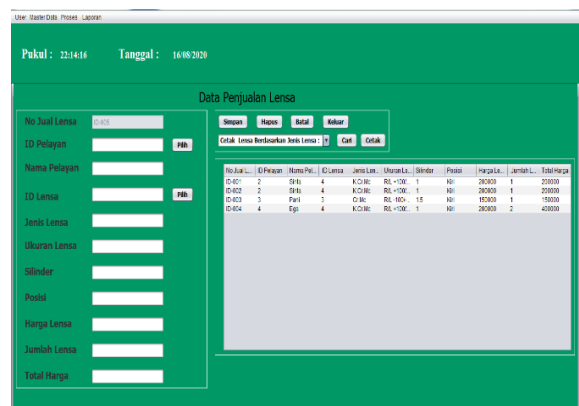 User Master Data Proses Laporan
Pukul : 22:14:16 Tanggal : 16/08/2020
Data Penjualan Lensa
No Jual Lensa ID-005
ID Pelayan Pilih
Nama Pelayan
ID Lensa Pilih
Jenis Lensa
Ukuran Lensa
Silinder
Posisi
Harga Lensa
Jumlah Lensa
Total Harga
Simpan Hapus Batal Keluar
Cetak Lensa Berdasarkan Jenis Lensa : Cari Cetak
No Jual L... ID Pelayan Nama Pel... ID Lensa Jenis Len... Ukuran Le... Silinder Posisi Harga Le... Jumlah L... Total Harga
ID-001 2 Sinta 4 K.Cr.Mc R/L +100/... 1 Kiri 200000 1 200000
ID-002 2 Sinta 4 K.Cr.Mc R/L +100/... 1 Kiri 200000 1 200000
ID-003 3 Pani 3 Cr.Mc 1.5 Kiri 150000 1 150000
ID-004 4 Ega 4 K.Cr.Mc R/L +100/... 1 Kiri 200000 2 400000